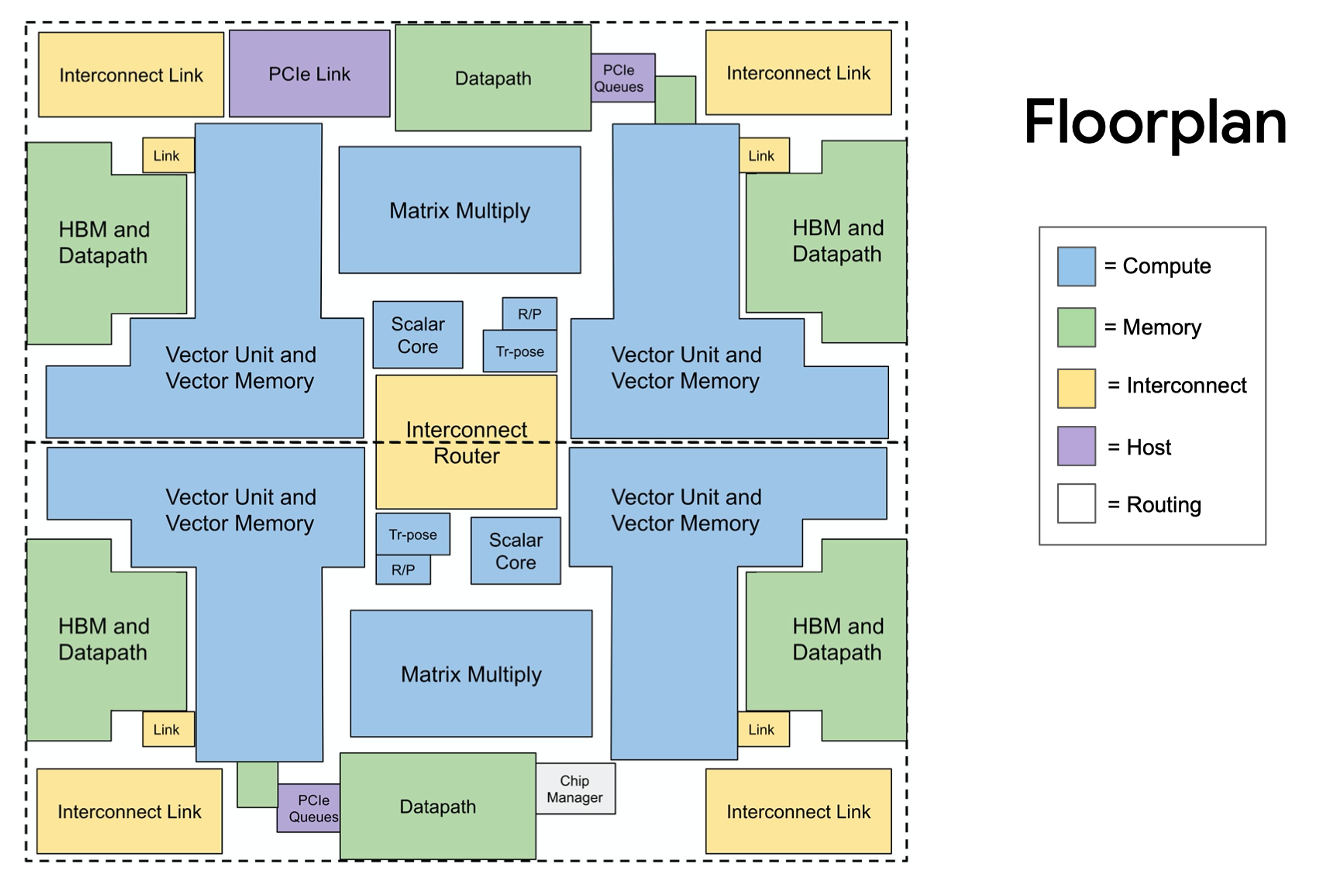 Interconnect Link
PCIe Link
Datapath
PCIe
Queues
Interconnect Link
Link
Link
HBM and
Datapath
Matrix Multiply
HBM and
Datapath
Scalar
Core
R/P
Tr-pose
Vector Unit and
Vector Memory
Vector Unit and
Vector Memory
Interconnect
Router
Vector Unit and
Vector Memory
Vector Unit and
Vector Memory
Tr-pose
R/P
Scalar
Core
HBM and
Datapath
Matrix Multiply
HBM and
Datapath
Link
Link
Interconnect Link
PCIe
Queues
Datapath
Chip
Manager
Interconnect Link
Floorplan
= Compute
= Memory
= Interconnect
= Host
= Routing